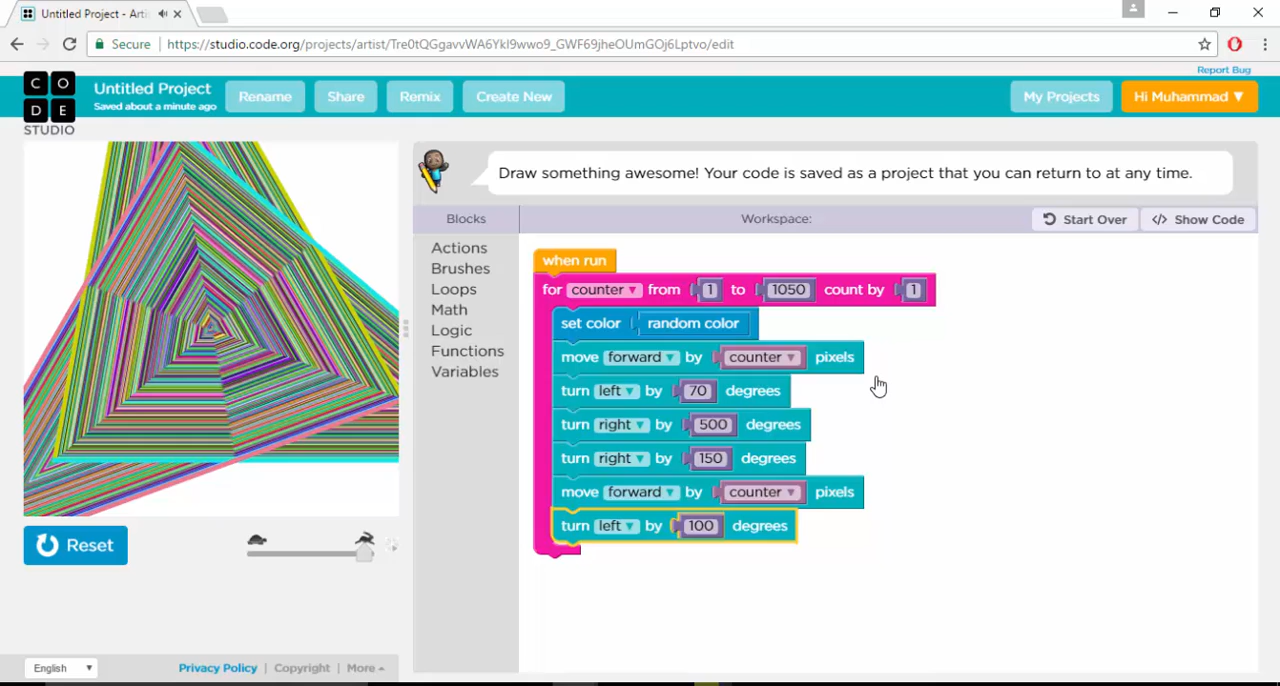 Untitled Project - Arti
Secure
https://studio.code.org/projects/artist/Tre0tQGgavvWA6YkI9wwo9_GWF69jheOUmGOj6Lptvo/edit
Report Bug
C O
D E
STUDIO
Untitled Project
Saved about a minute ago
Rename
Share
Remix
Create New
My Projects
Hi Muhammad ▼
Draw something awesome! Your code is saved as a project that you can return to at any time.
Blocks
Workspace:
Start Over
</> Show Code
Actions
Brushes
Loops
Math
Logic
Functions
Variables
when run
for counter from 1 to 1050 count by 1
set color random color
move forward by counter pixels
turn left by 70 degrees
turn right by 500 degrees
turn right by 150 degrees
move forward by counter pixels
turn left by 100 degrees
Reset
English
Privacy Policy | Copyright | More